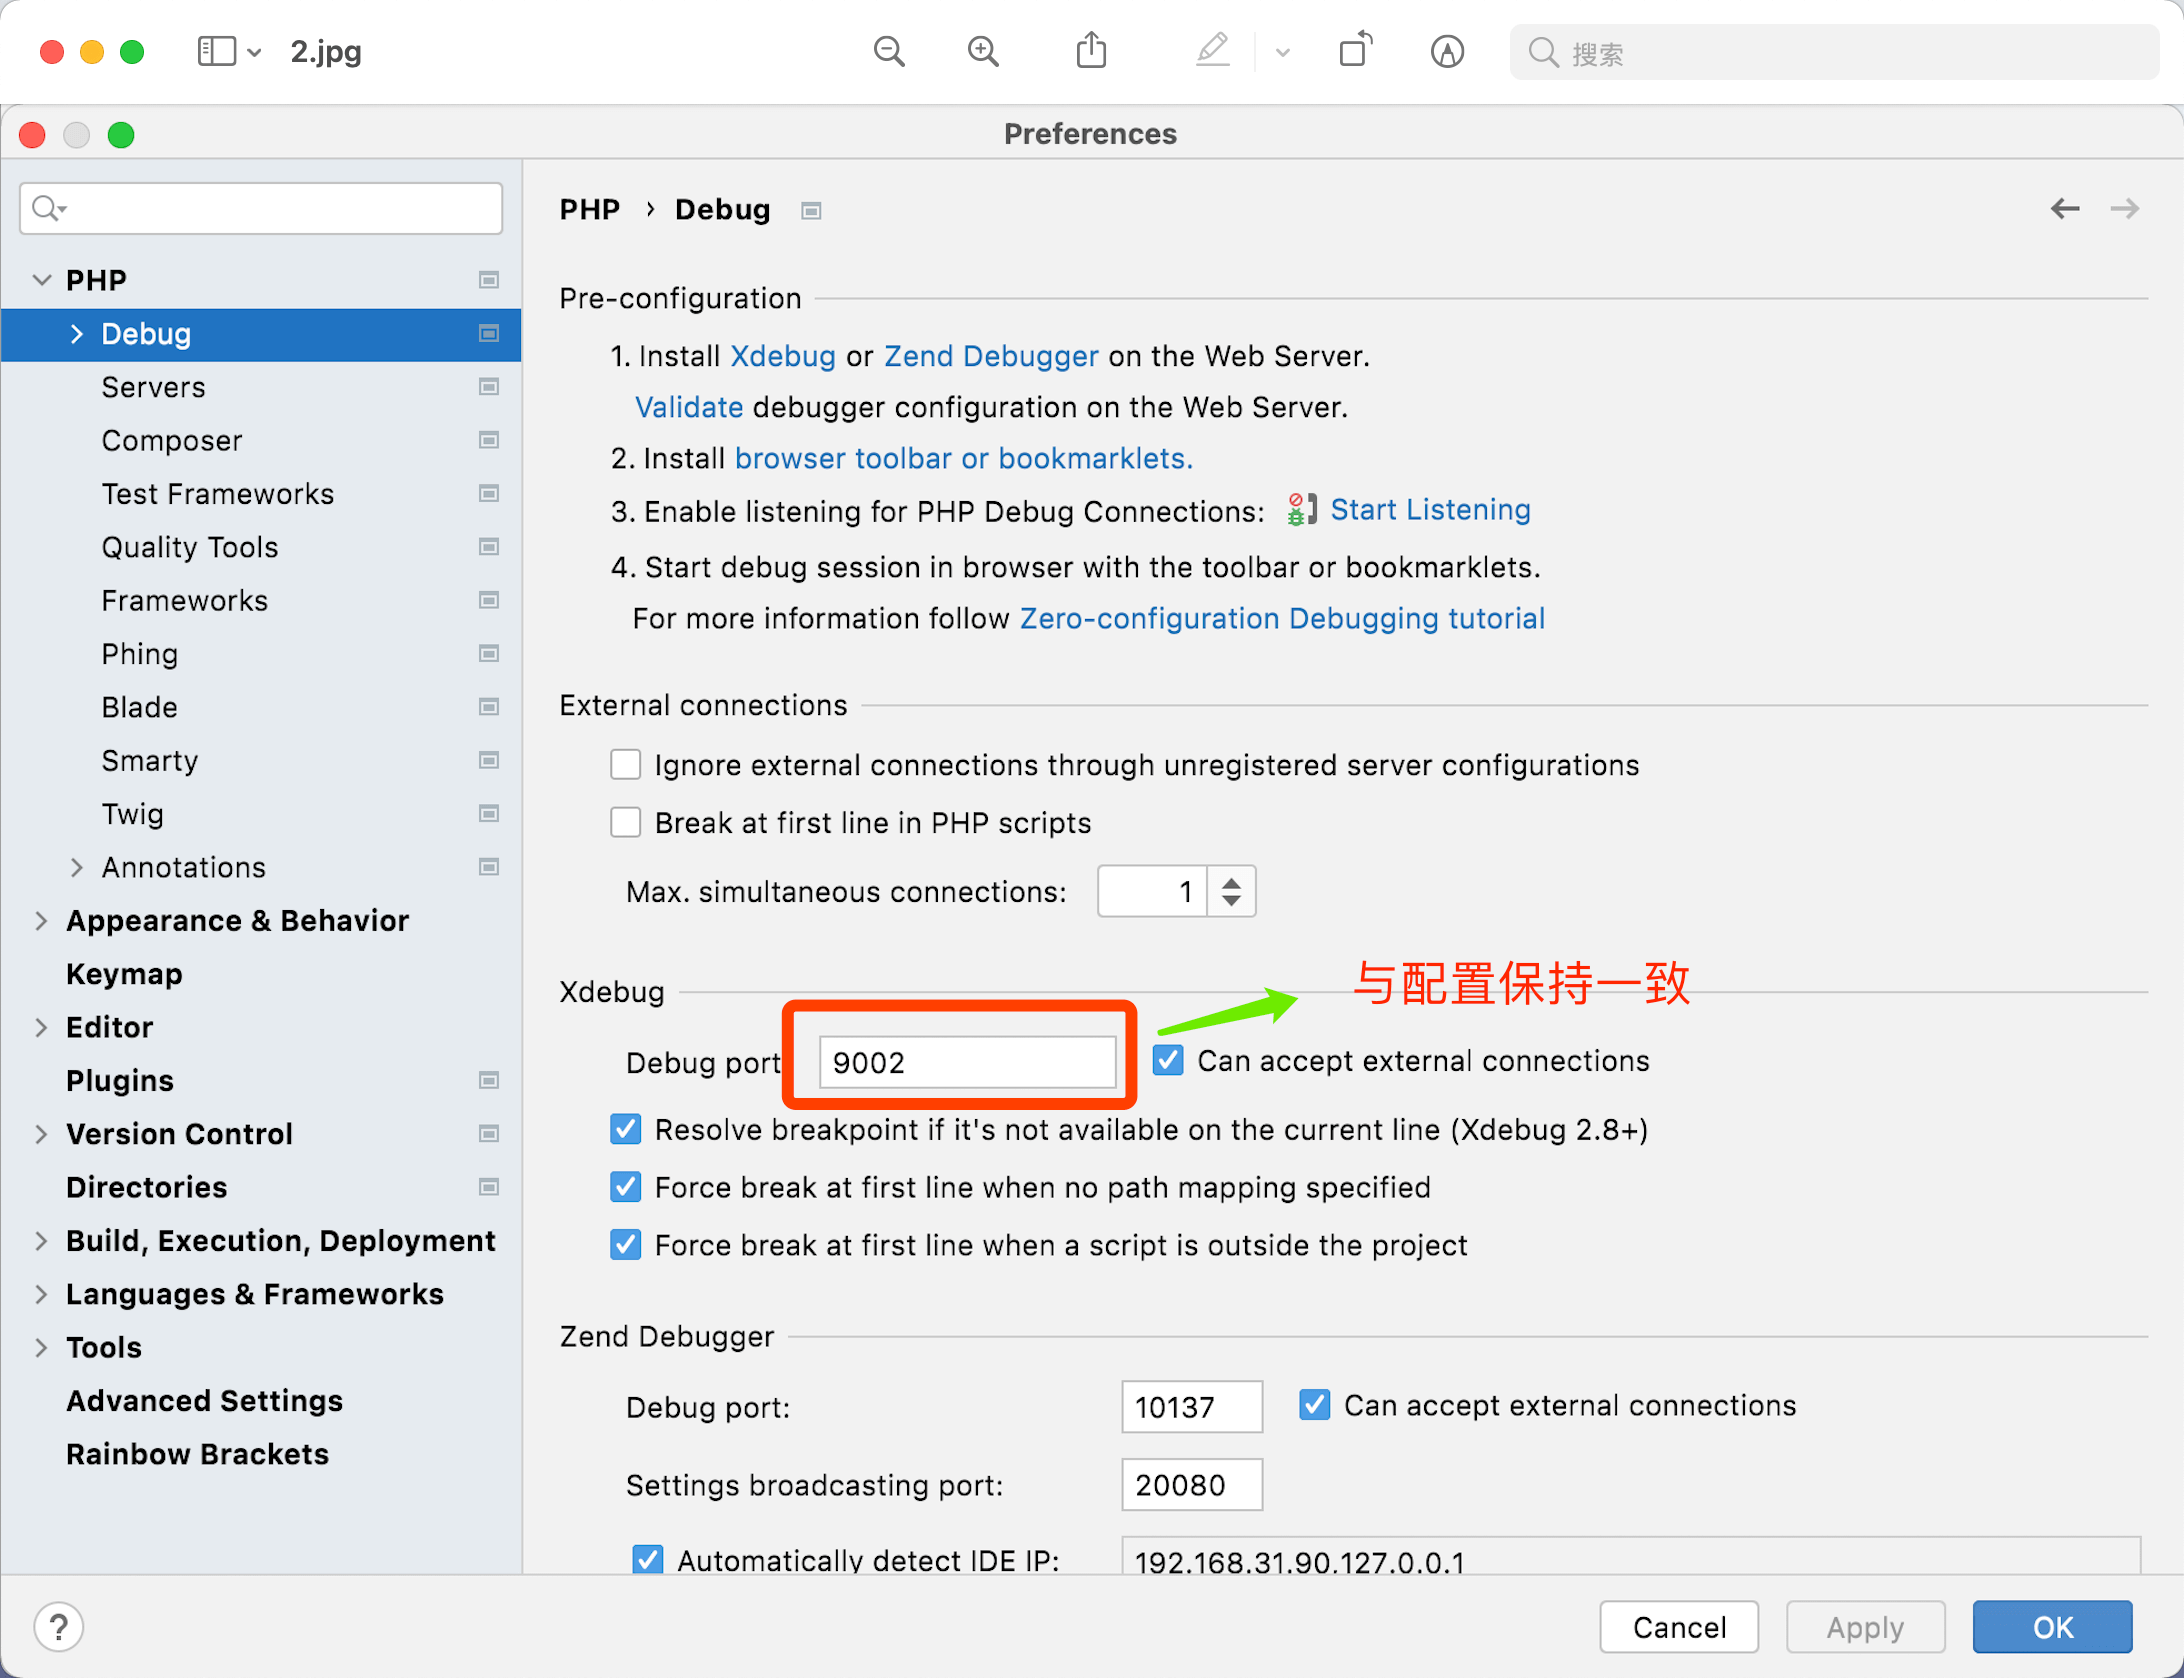 2.jpg
搜索
Preferences
PHP
Debug
Servers
Composer
Test Frameworks
Quality Tools
Frameworks
Phing
Blade
Smarty
Twig
Annotations
Appearance & Behavior
Keymap
Editor
Plugins
Version Control
Directories
Build, Execution, Deployment
Languages & Frameworks
Tools
Advanced Settings
Rainbow Brackets
PHP › Debug
Pre-configuration
1. Install Xdebug or Zend Debugger on the Web Server.
Validate debugger configuration on the Web Server.
2. Install browser toolbar or bookmarklets.
3. Enable listening for PHP Debug Connections: Start Listening
4. Start debug session in browser with the toolbar or bookmarklets.
For more information follow Zero-configuration Debugging tutorial
External connections
Ignore external connections through unregistered server configurations
Break at first line in PHP scripts
Max. simultaneous connections: 1
Xdebug
与配置保持一致
Debug port 9002 Can accept external connections
Resolve breakpoint if it's not available on the current line (Xdebug 2.8+)
Force break at first line when no path mapping specified
Force break at first line when a script is outside the project
Zend Debugger
Debug port: 10137 Can accept external connections
Settings broadcasting port: 20080
Automatically detect IDE IP: 192.168.31.90,127.0.0.1
?
Cancel
Apply
OK